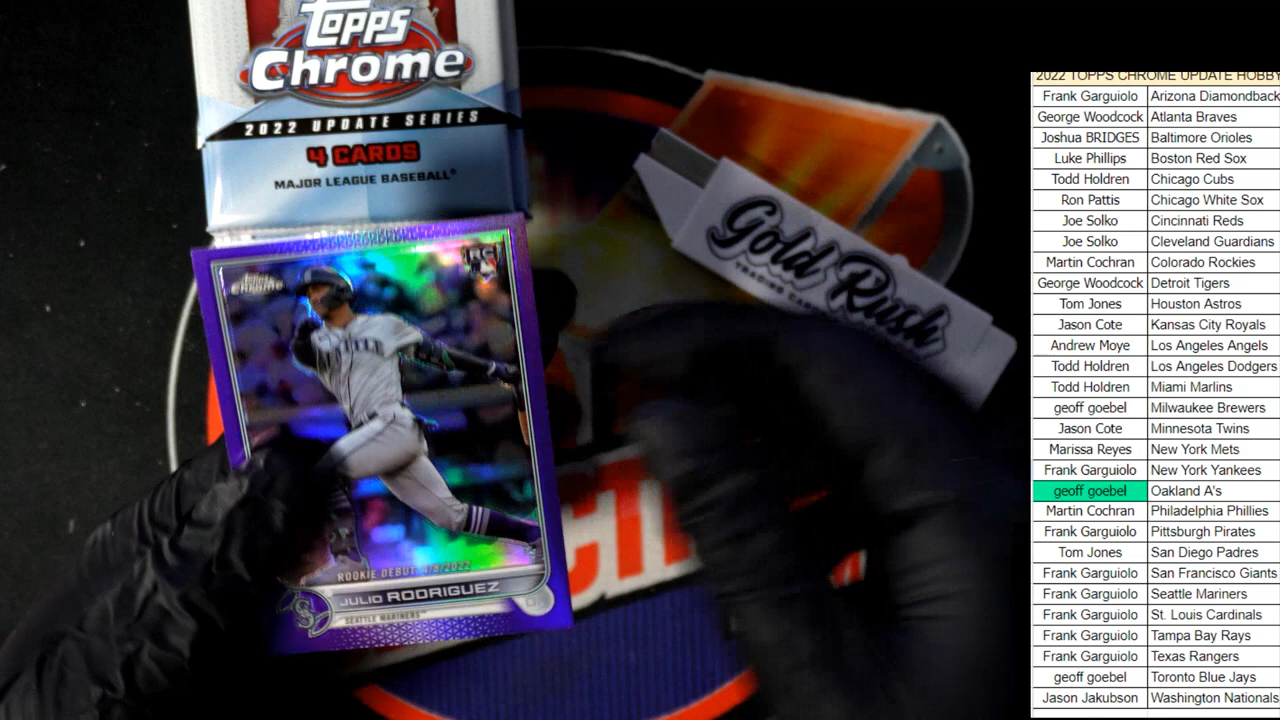 Topps
Chrome
2022 UPDATE SERIES
4 CARDS
MAJOR LEAGUE BASEBALL®
Topps
Chrome
RC
ROOKIE DEBUT: 4/8/2022
JULIO RODRIGUEZ
SEATTLE MARINERS™
Gold Rush
2022 TOPPS CHROME UPDATE HOBBY
Frank Garguiolo Arizona Diamondback
George Woodcock Atlanta Braves
Joshua BRIDGES Baltimore Orioles
Luke Phillips Boston Red Sox
Todd Holdren Chicago Cubs
Ron Pattis Chicago White Sox
Joe Solko Cincinnati Reds
Joe Solko Cleveland Guardians
Martin Cochran Colorado Rockies
George Woodcock Detroit Tigers
Tom Jones Houston Astros
Jason Cote Kansas City Royals
Andrew Moye Los Angeles Angels
Todd Holdren Los Angeles Dodgers
Todd Holdren Miami Marlins
geoff goebel Milwaukee Brewers
Jason Cote Minnesota Twins
Marissa Reyes New York Mets
Frank Garguiolo New York Yankees
geoff goebel Oakland A's
Martin Cochran Philadelphia Phillies
Frank Garguiolo Pittsburgh Pirates
Tom Jones San Diego Padres
Frank Garguiolo San Francisco Giants
Frank Garguiolo Seattle Mariners
Frank Garguiolo St. Louis Cardinals
Frank Garguiolo Tampa Bay Rays
Frank Garguiolo Texas Rangers
geoff goebel Toronto Blue Jays
Jason Jakubson Washington Nationals